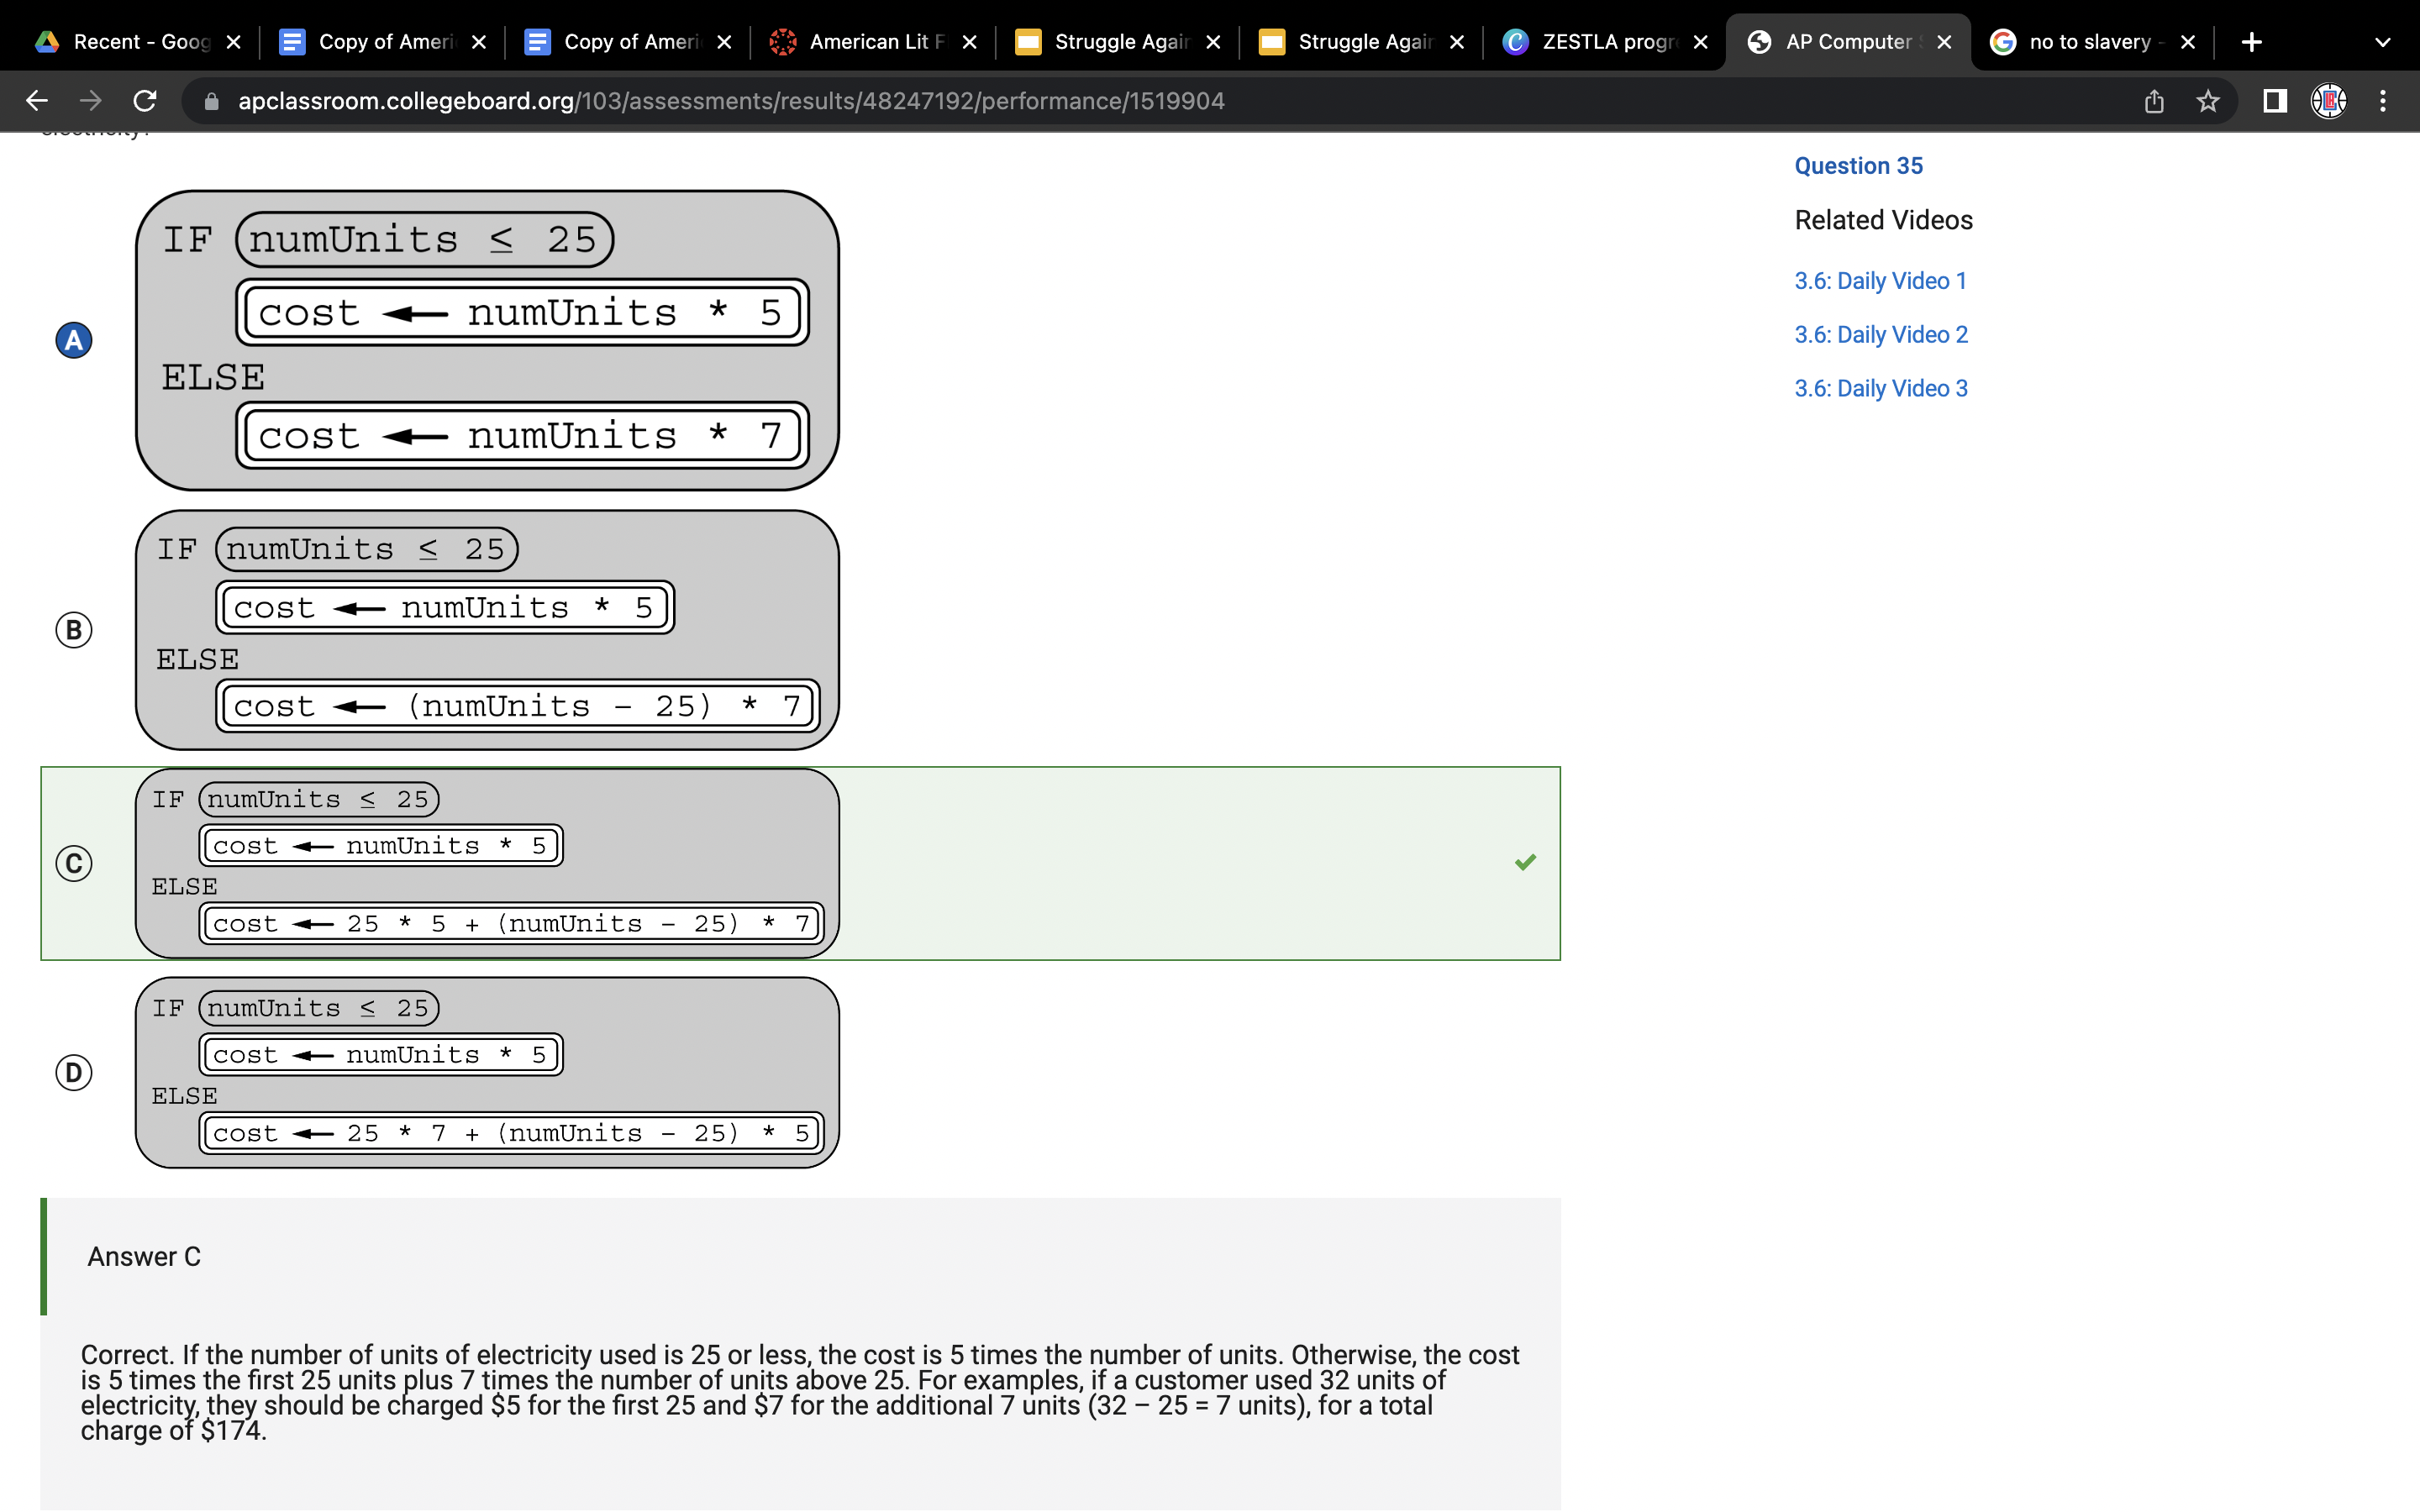 Recent - Goog
Copy of Ameri
Copy of Ameri
American Lit F
Struggle Again
Struggle Again
ZESTLA progr
AP Computer S
no to slavery -
apclassroom.collegeboard.org/103/assessments/results/48247192/performance/1519904
electricity?
Question 35
Related Videos
3.6: Daily Video 1
3.6: Daily Video 2
3.6: Daily Video 3
A
IF numUnits ≤ 25
cost ← numUnits * 5
ELSE
cost ← numUnits * 7
B
IF numUnits ≤ 25
cost ← numUnits * 5
ELSE
cost ← (numUnits - 25) * 7
C
IF numUnits ≤ 25
cost ← numUnits * 5
ELSE
cost ← 25 * 5 + (numUnits - 25) * 7
D
IF numUnits ≤ 25
cost ← numUnits * 5
ELSE
cost ← 25 * 7 + (numUnits - 25) * 5
Answer C
Correct. If the number of units of electricity used is 25 or less, the cost is 5 times the number of units. Otherwise, the cost
is 5 times the first 25 units plus 7 times the number of units above 25. For examples, if a customer used 32 units of
electricity, they should be charged $5 for the first 25 and $7 for the additional 7 units (32 – 25 = 7 units), for a total
charge of $174.